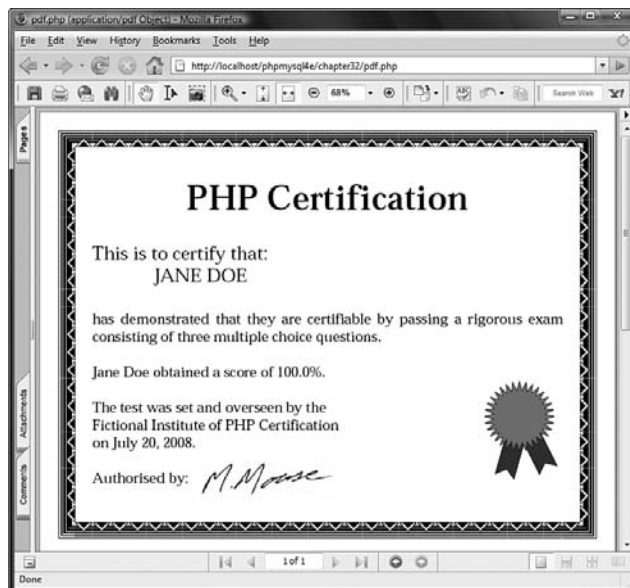 pdf.php (application/pdf Object) - Mozilla Firefox
File Edit View History Bookmarks Tools Help
http://localhost/phpmysql4e/chapter32/pdf.php
68%
Search Web
Pages
PHP Certification
This is to certify that:
JANE DOE
has demonstrated that they are certifiable by passing a rigorous exam
consisting of three multiple choice questions.
Jane Doe obtained a score of 100.0%.
The test was set and overseen by the
Fictional Institute of PHP Certification
on July 20, 2008.
Authorised by: M.Mouse
Attachments
Comments
1 of 1
Done